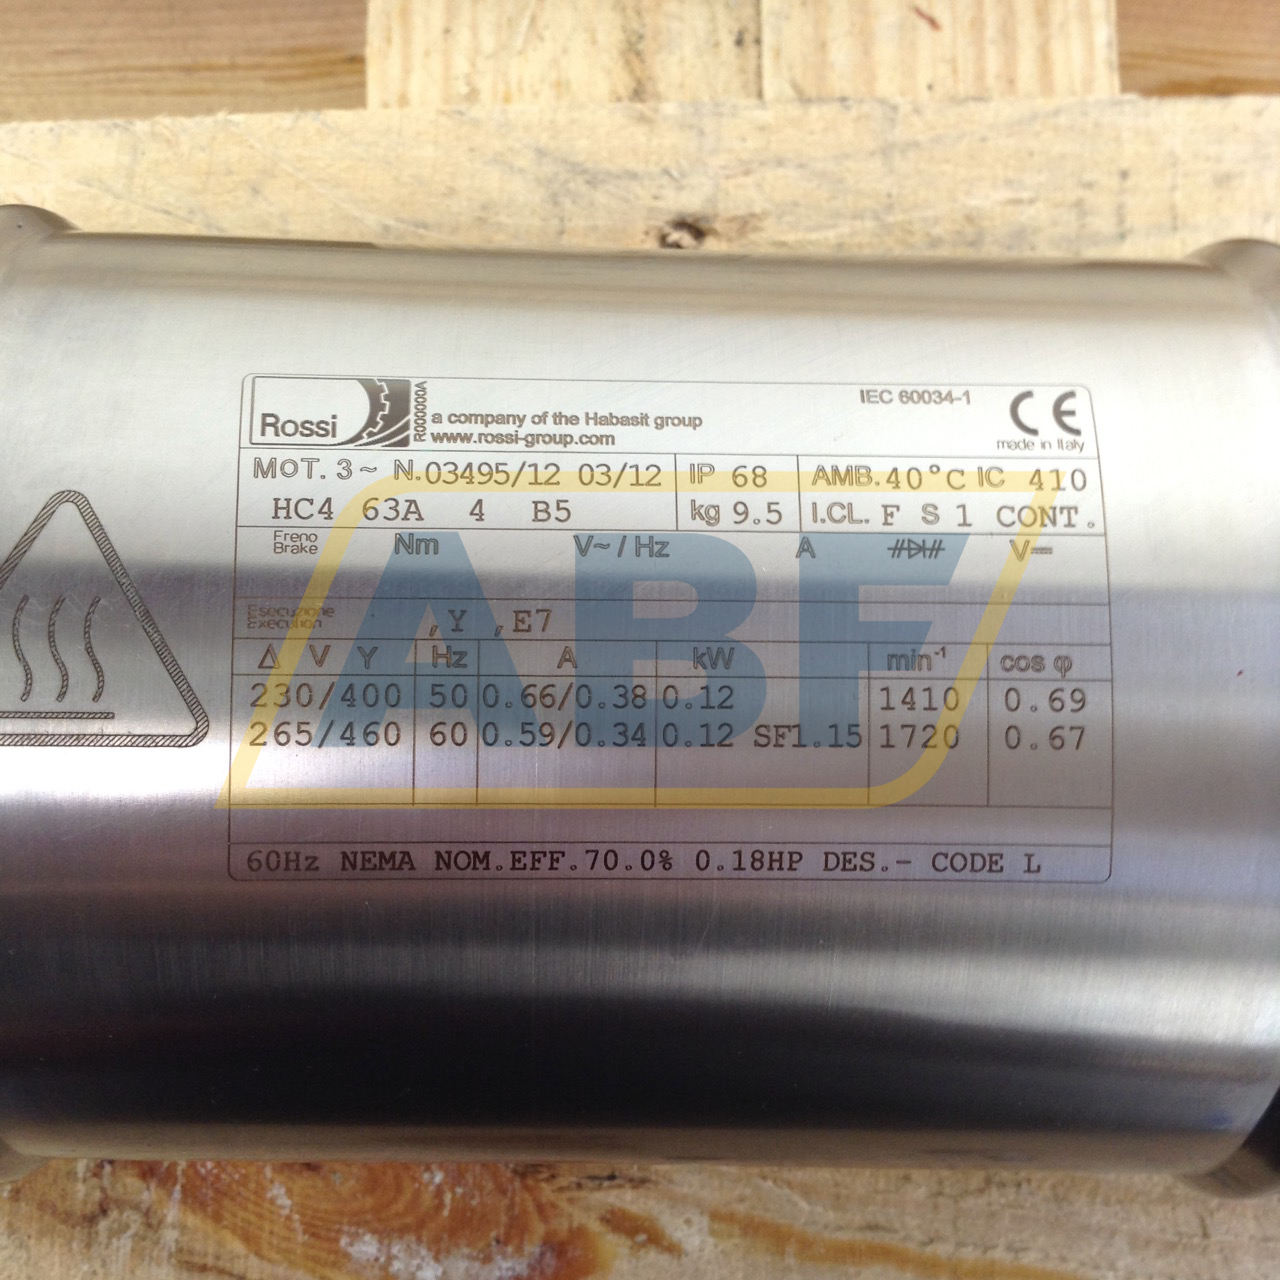 Rossi
R000000A
a company of the Habasit group
www.rossi-group.com
IEC 60034-1
CE
made in Italy
MOT. 3~ N.03495/12 03/12 IP 68 AMB.40°C IC 410
HC4 63A 4 B5 kg 9.5 I.CL. F S 1 CONT.
Freno
Brake
Nm V~/Hz A V⎓
Esecuzione
Execution
,Y ,E7
Δ V Y Hz A kW min-1 cos φ
230/400 50 0.66/0.38 0.12 1410 0.69
265/460 60 0.59/0.34 0.12 SF1.15 1720 0.67
60Hz NEMA NOM.EFF.70.0% 0.18HP DES.- CODE L
ABF